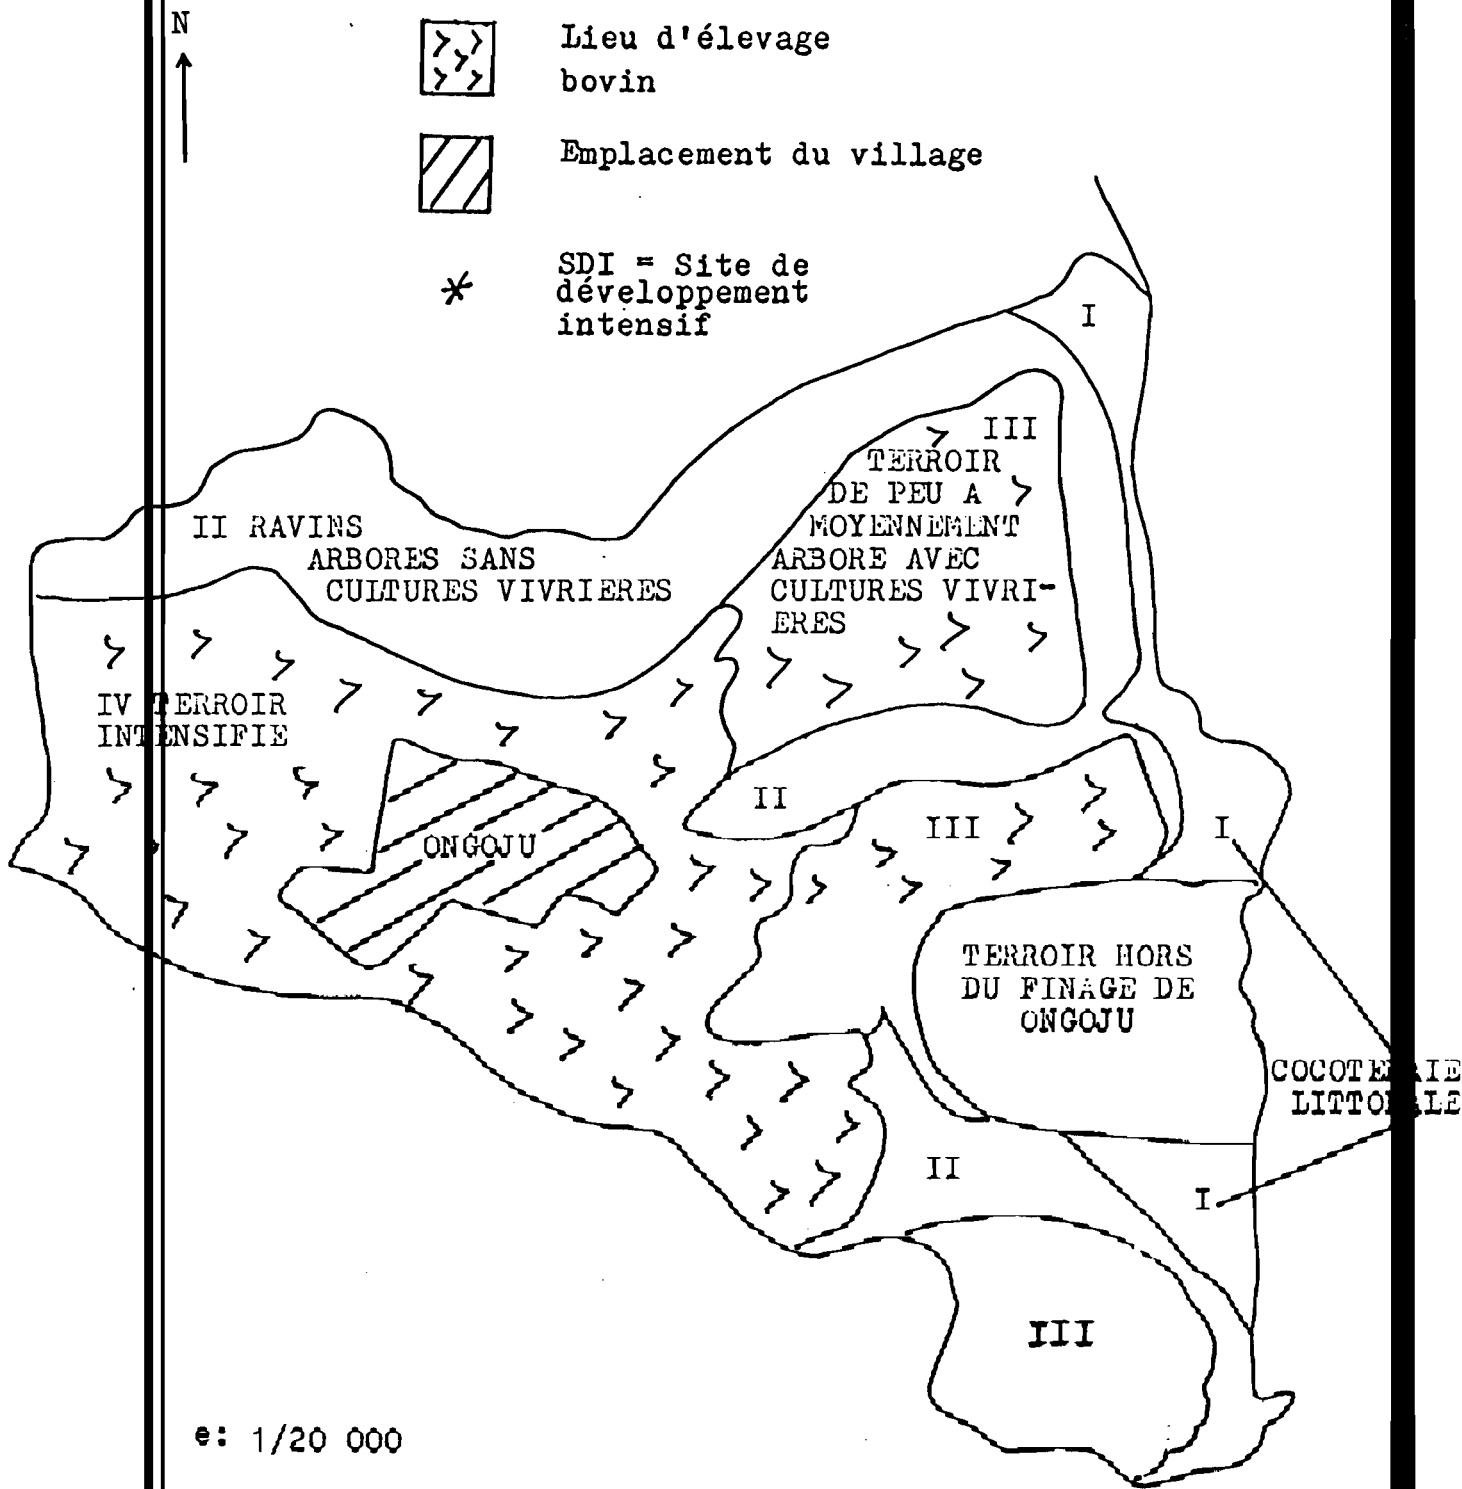 N
Lieu d'élevage
bovin
Emplacement du village
SDI = Site de
développement
intensif
I
III
TERROIR
DE PEU A
MOYENNEMENT
ARBORE AVEC
CULTURES VIVRI-
ERES
II RAVINS
ARBORES SANS
CULTURES VIVRIERES
IV TERROIR
INTENSIFIE
II
III
I
ONGOJU
TERROIR HORS
DU FINAGE DE
ONGOJU
COCOTERAIE
LITTORALE
II
I
III
e: 1/20 000